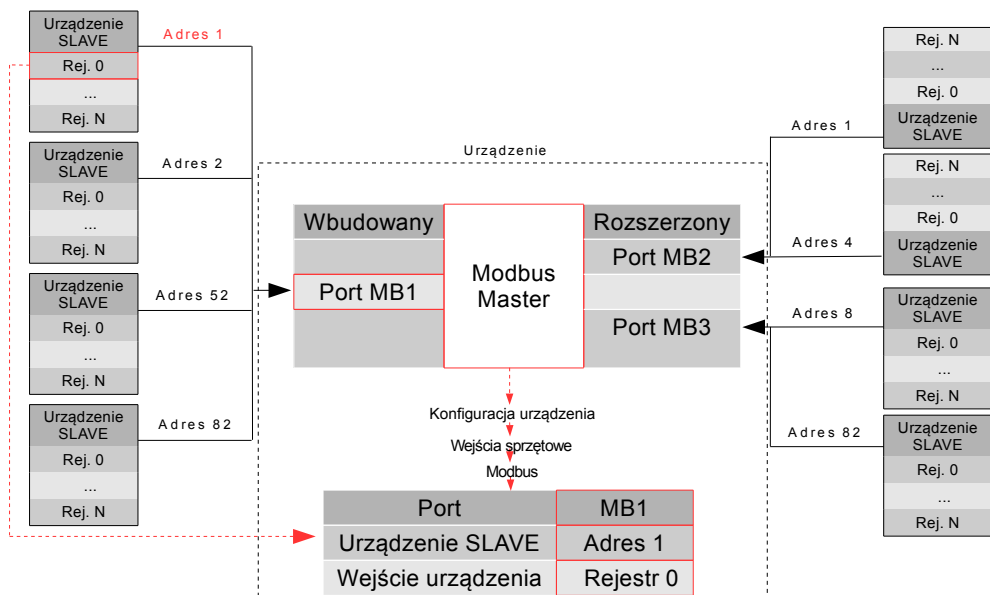 Urządzenie
SLAVE
Rej. 0
...
Rej. N
Adres 1
Urządzenie
SLAVE
Rej. 0
...
Rej. N
Adres 2
Urządzenie
SLAVE
Rej. 0
...
Rej. N
Adres 52
Urządzenie
SLAVE
Rej. 0
...
Rej. N
Adres 82
Urządzenie
Wbudowany
Port MB1
Modbus
Master
Rozszerzony
Port MB2
Port MB3
Konfiguracja urządzenia
Wejścia sprzętowe
Modbus
Port MB1
Urządzenie SLAVE Adres 1
Wejście urządzenia Rejestr 0
Rej. N
...
Rej. 0
Urządzenie
SLAVE
Adres 1
Rej. N
...
Rej. 0
Urządzenie
SLAVE
Adres 4
Urządzenie
SLAVE
Rej. 0
...
Rej. N
Adres 8
Urządzenie
SLAVE
Rej. 0
...
Rej. N
Adres 82